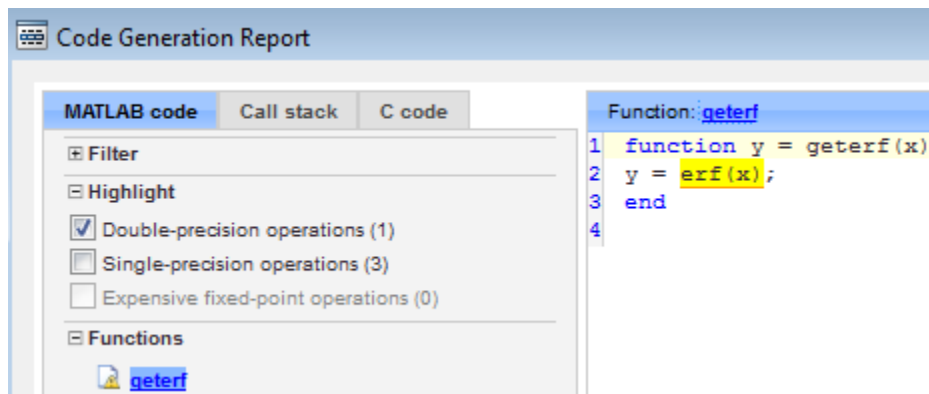 Code Generation Report
MATLAB code Call stack C code
Filter
Highlight
Double-precision operations (1)
Single-precision operations (3)
Expensive fixed-point operations (0)
Functions
geterf
Function: geterf
1 function y = geterf(x)
2 y = erf(x);
3 end
4